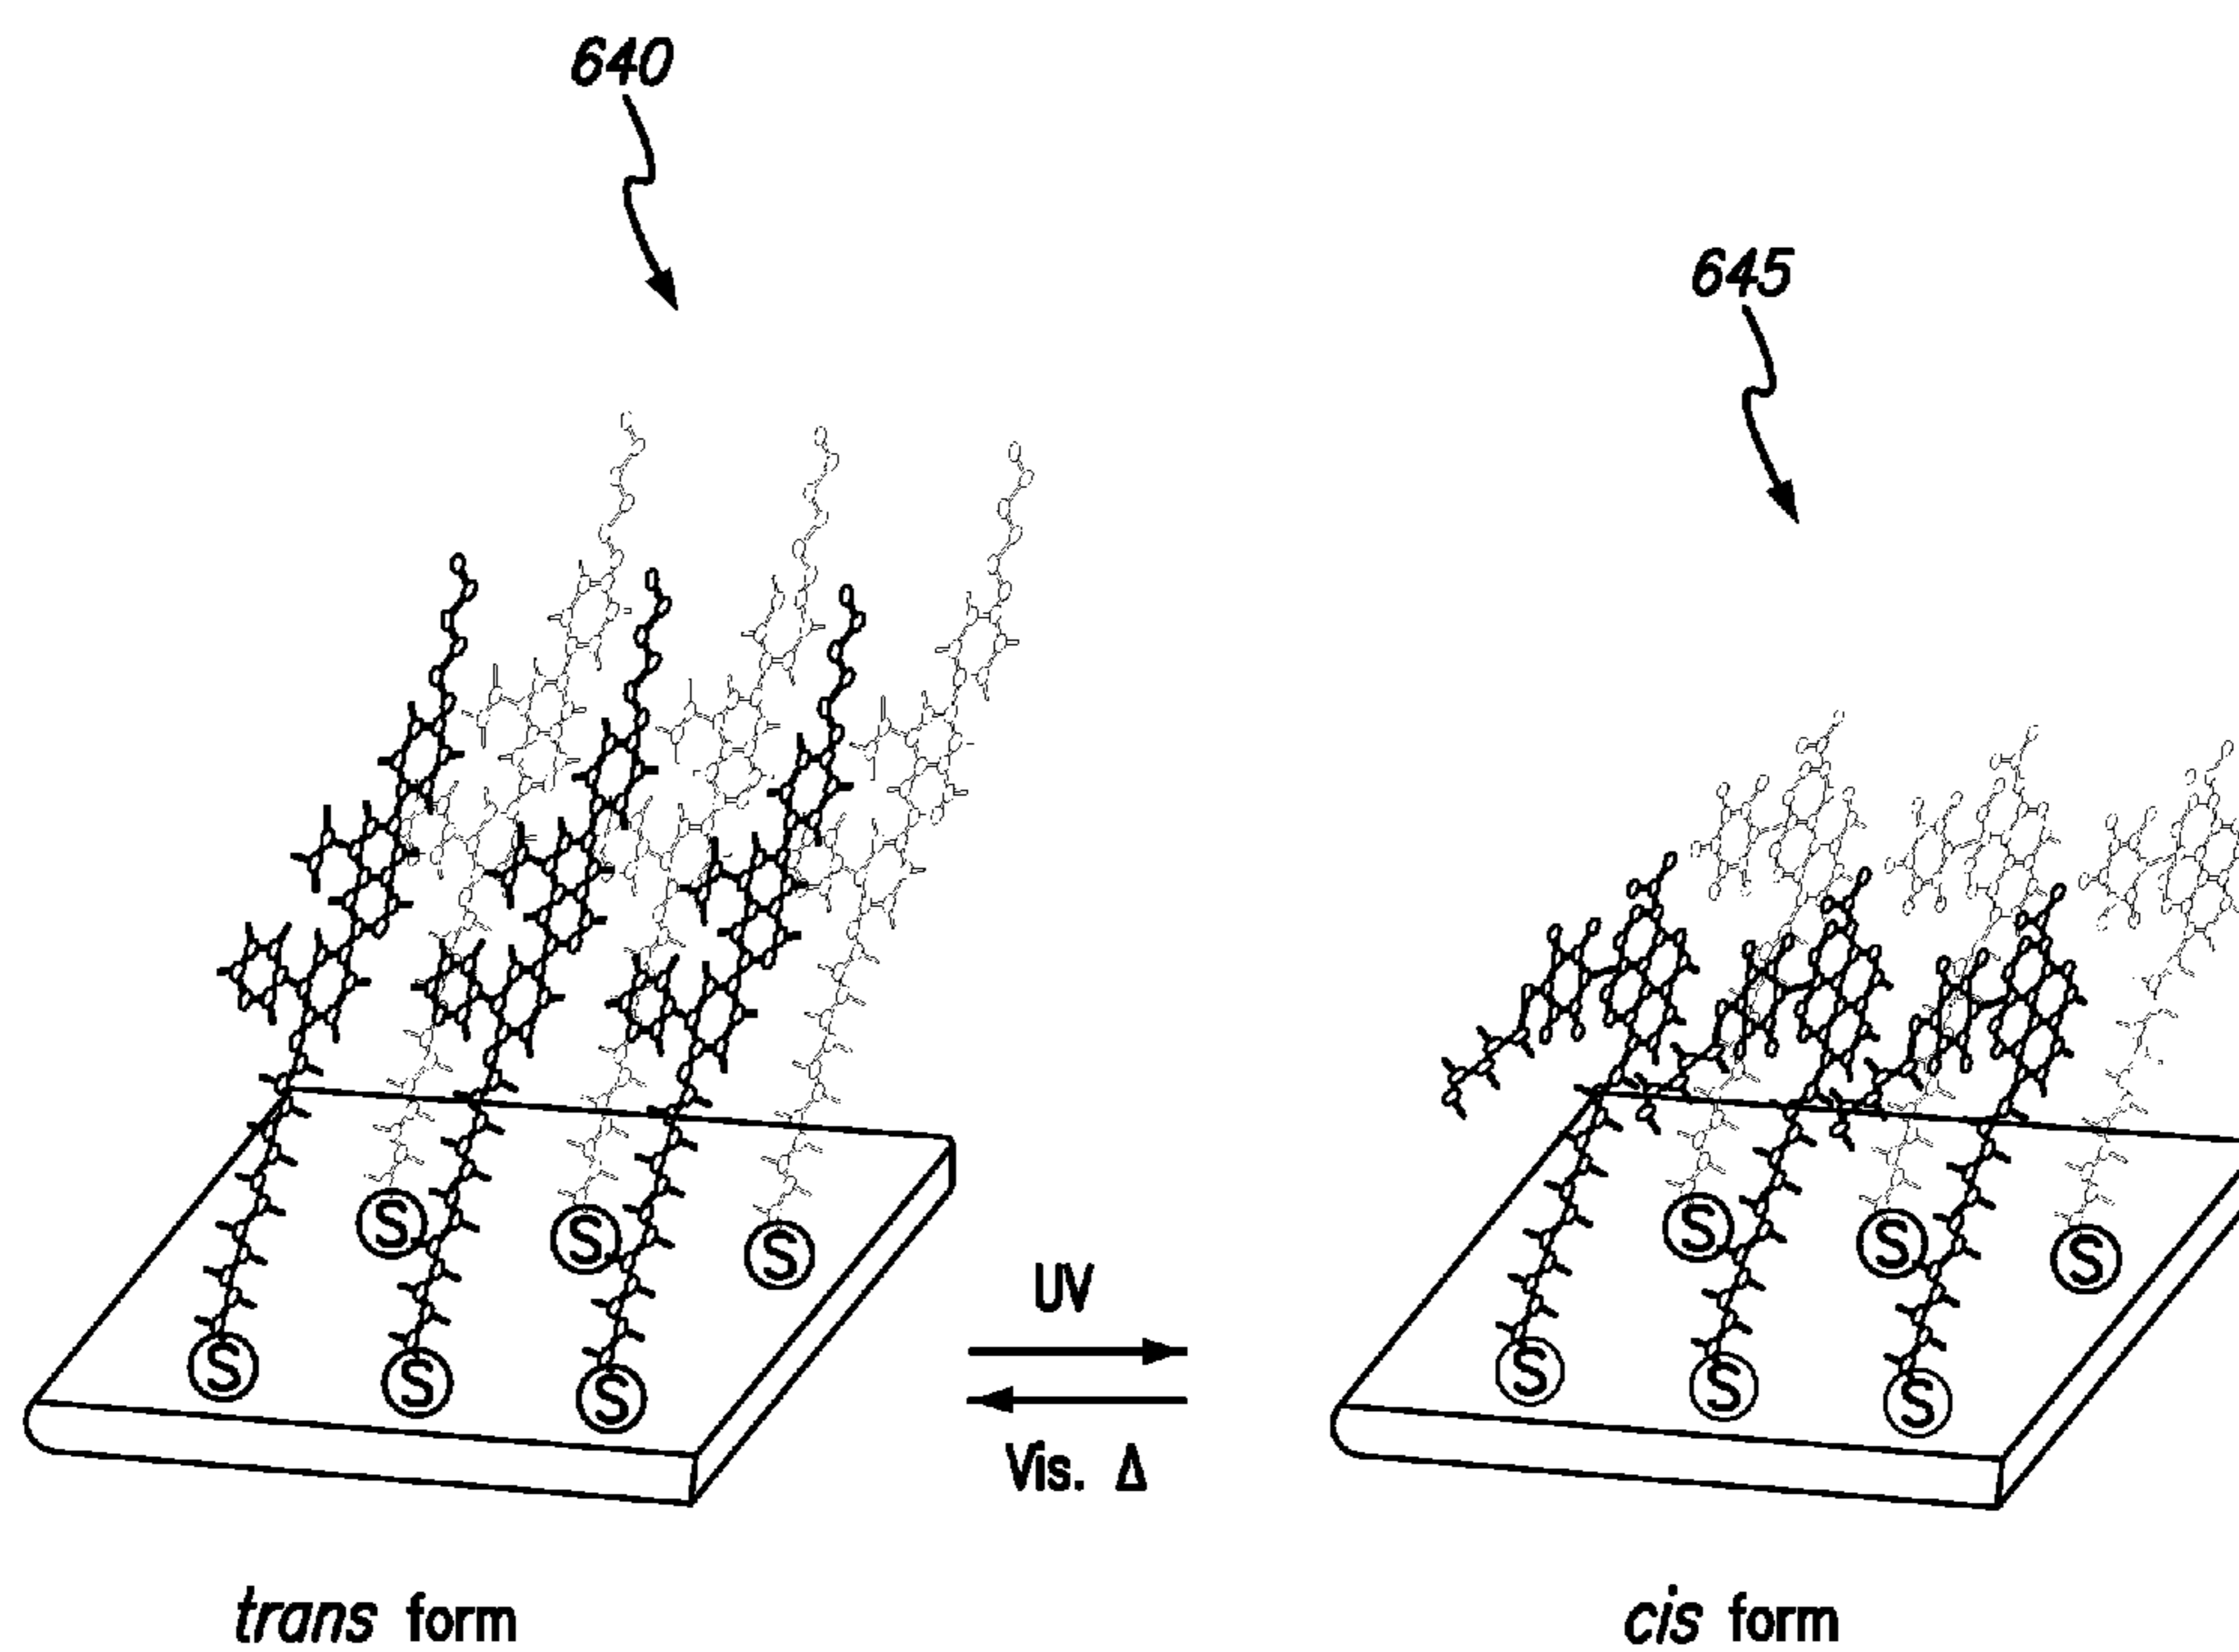 640
645
S S S
S S S
S S S
S S S
UV
Vis. Δ
trans form
cis form